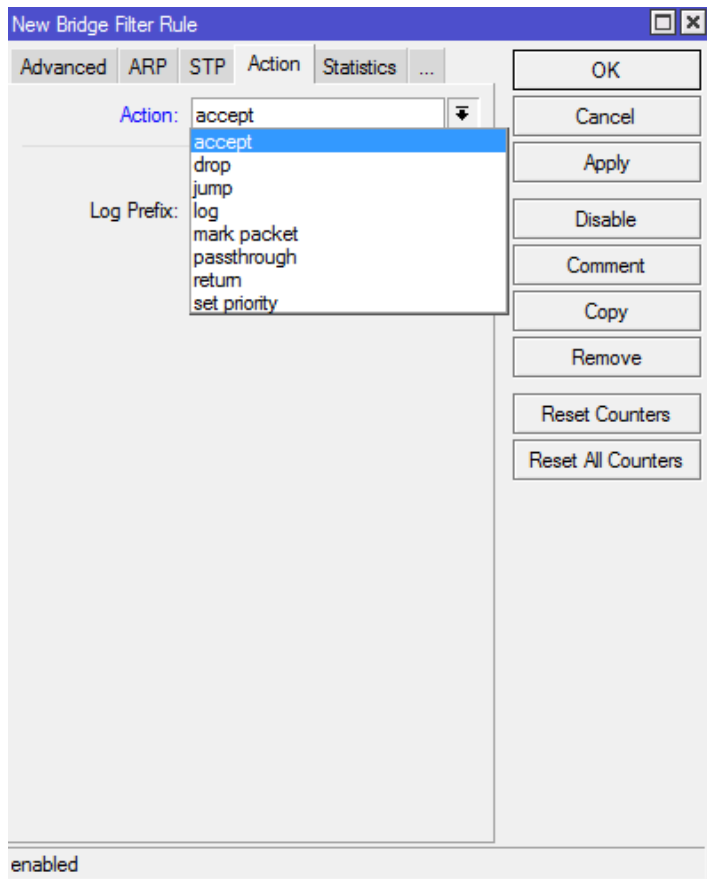 New Bridge Filter Rule
Advanced ARP STP Action Statistics ...
Action: accept
accept
drop
jump
Log Prefix: log
mark packet
passthrough
return
set priority
OK
Cancel
Apply
Disable
Comment
Copy
Remove
Reset Counters
Reset All Counters
enabled